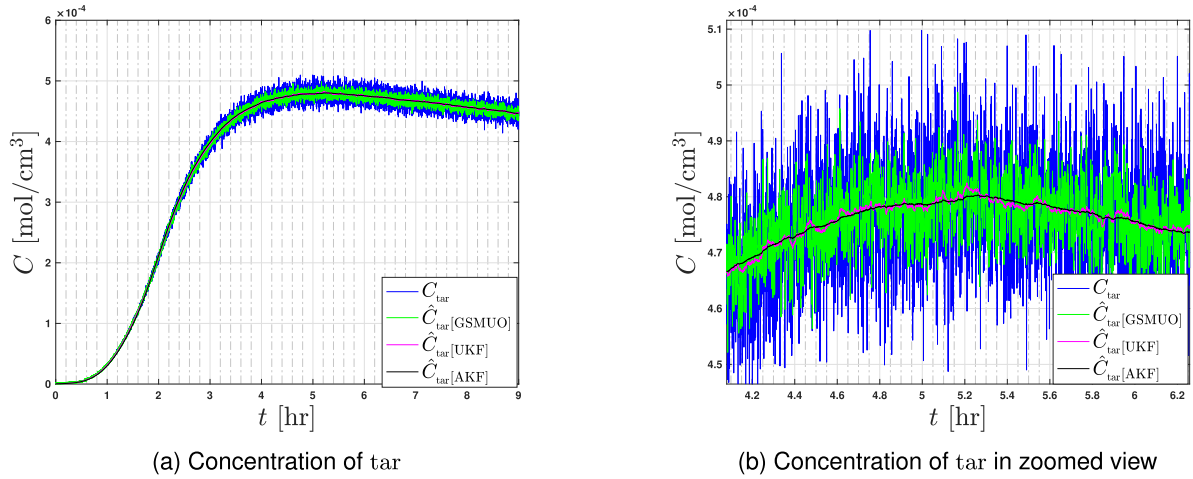 ×10⁻⁴
6
5
4
3
2
1
0
0 1 2 3 4 5 6 7 8 9
C [mol/cm³]
t [hr]
C_tar
Ĉ_tar[GSMUO]
Ĉ_tar[UKF]
Ĉ_tar[AKF]
(a) Concentration of tar
×10⁻⁴
5.1
5
4.9
4.8
4.7
4.6
4.5
4.2 4.4 4.6 4.8 5 5.2 5.4 5.6 5.8 6 6.2
C [mol/cm³]
t [hr]
C_tar
Ĉ_tar[GSMUO]
Ĉ_tar[UKF]
Ĉ_tar[AKF]
(b) Concentration of tar in zoomed view